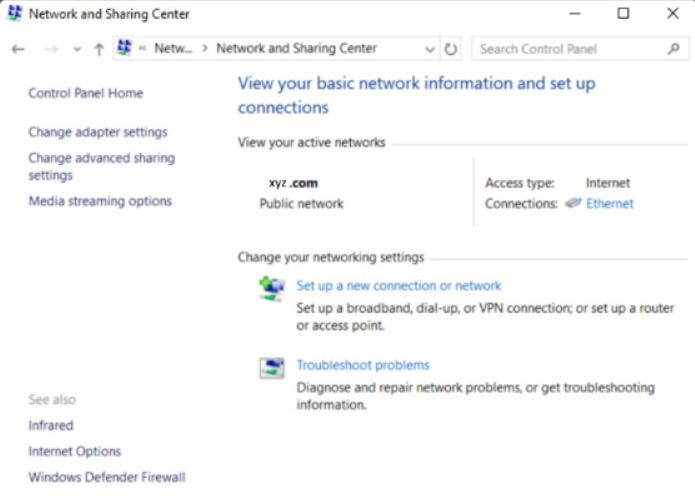 Network and Sharing Center
« Netw... > Network and Sharing Center
Search Control Panel
Control Panel Home
Change adapter settings
Change advanced sharing
settings
Media streaming options
See also
Infrared
Internet Options
Windows Defender Firewall
View your basic network information and set up
connections
View your active networks
xyz .com
Public network
Access type: Internet
Connections: Ethernet
Change your networking settings
Set up a new connection or network
Set up a broadband, dial-up, or VPN connection; or set up a router
or access point.
Troubleshoot problems
Diagnose and repair network problems, or get troubleshooting
information.